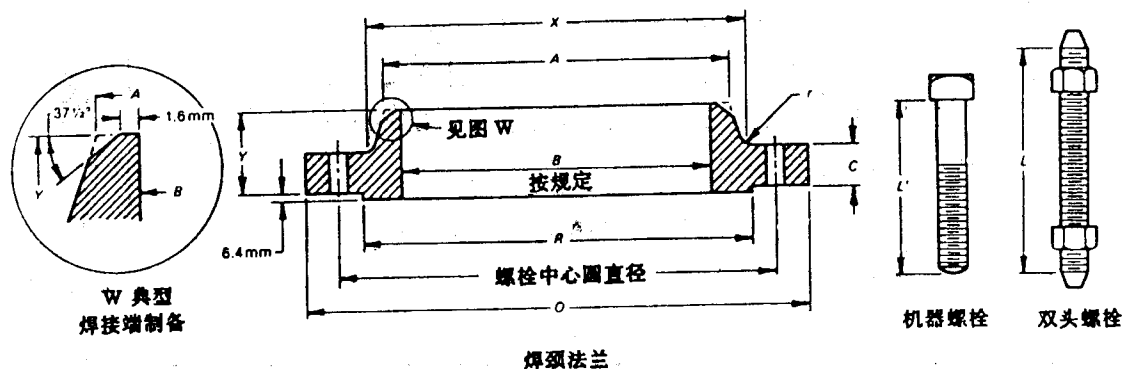 X
A
A
37½°
1.6mm
r
见图 W
Y
Y
B
B
按规定
C
L'
L
6.4mm
R
螺栓中心圆直径
W 典型
焊接端制备
O
机器螺栓
双头螺栓
焊颈法兰